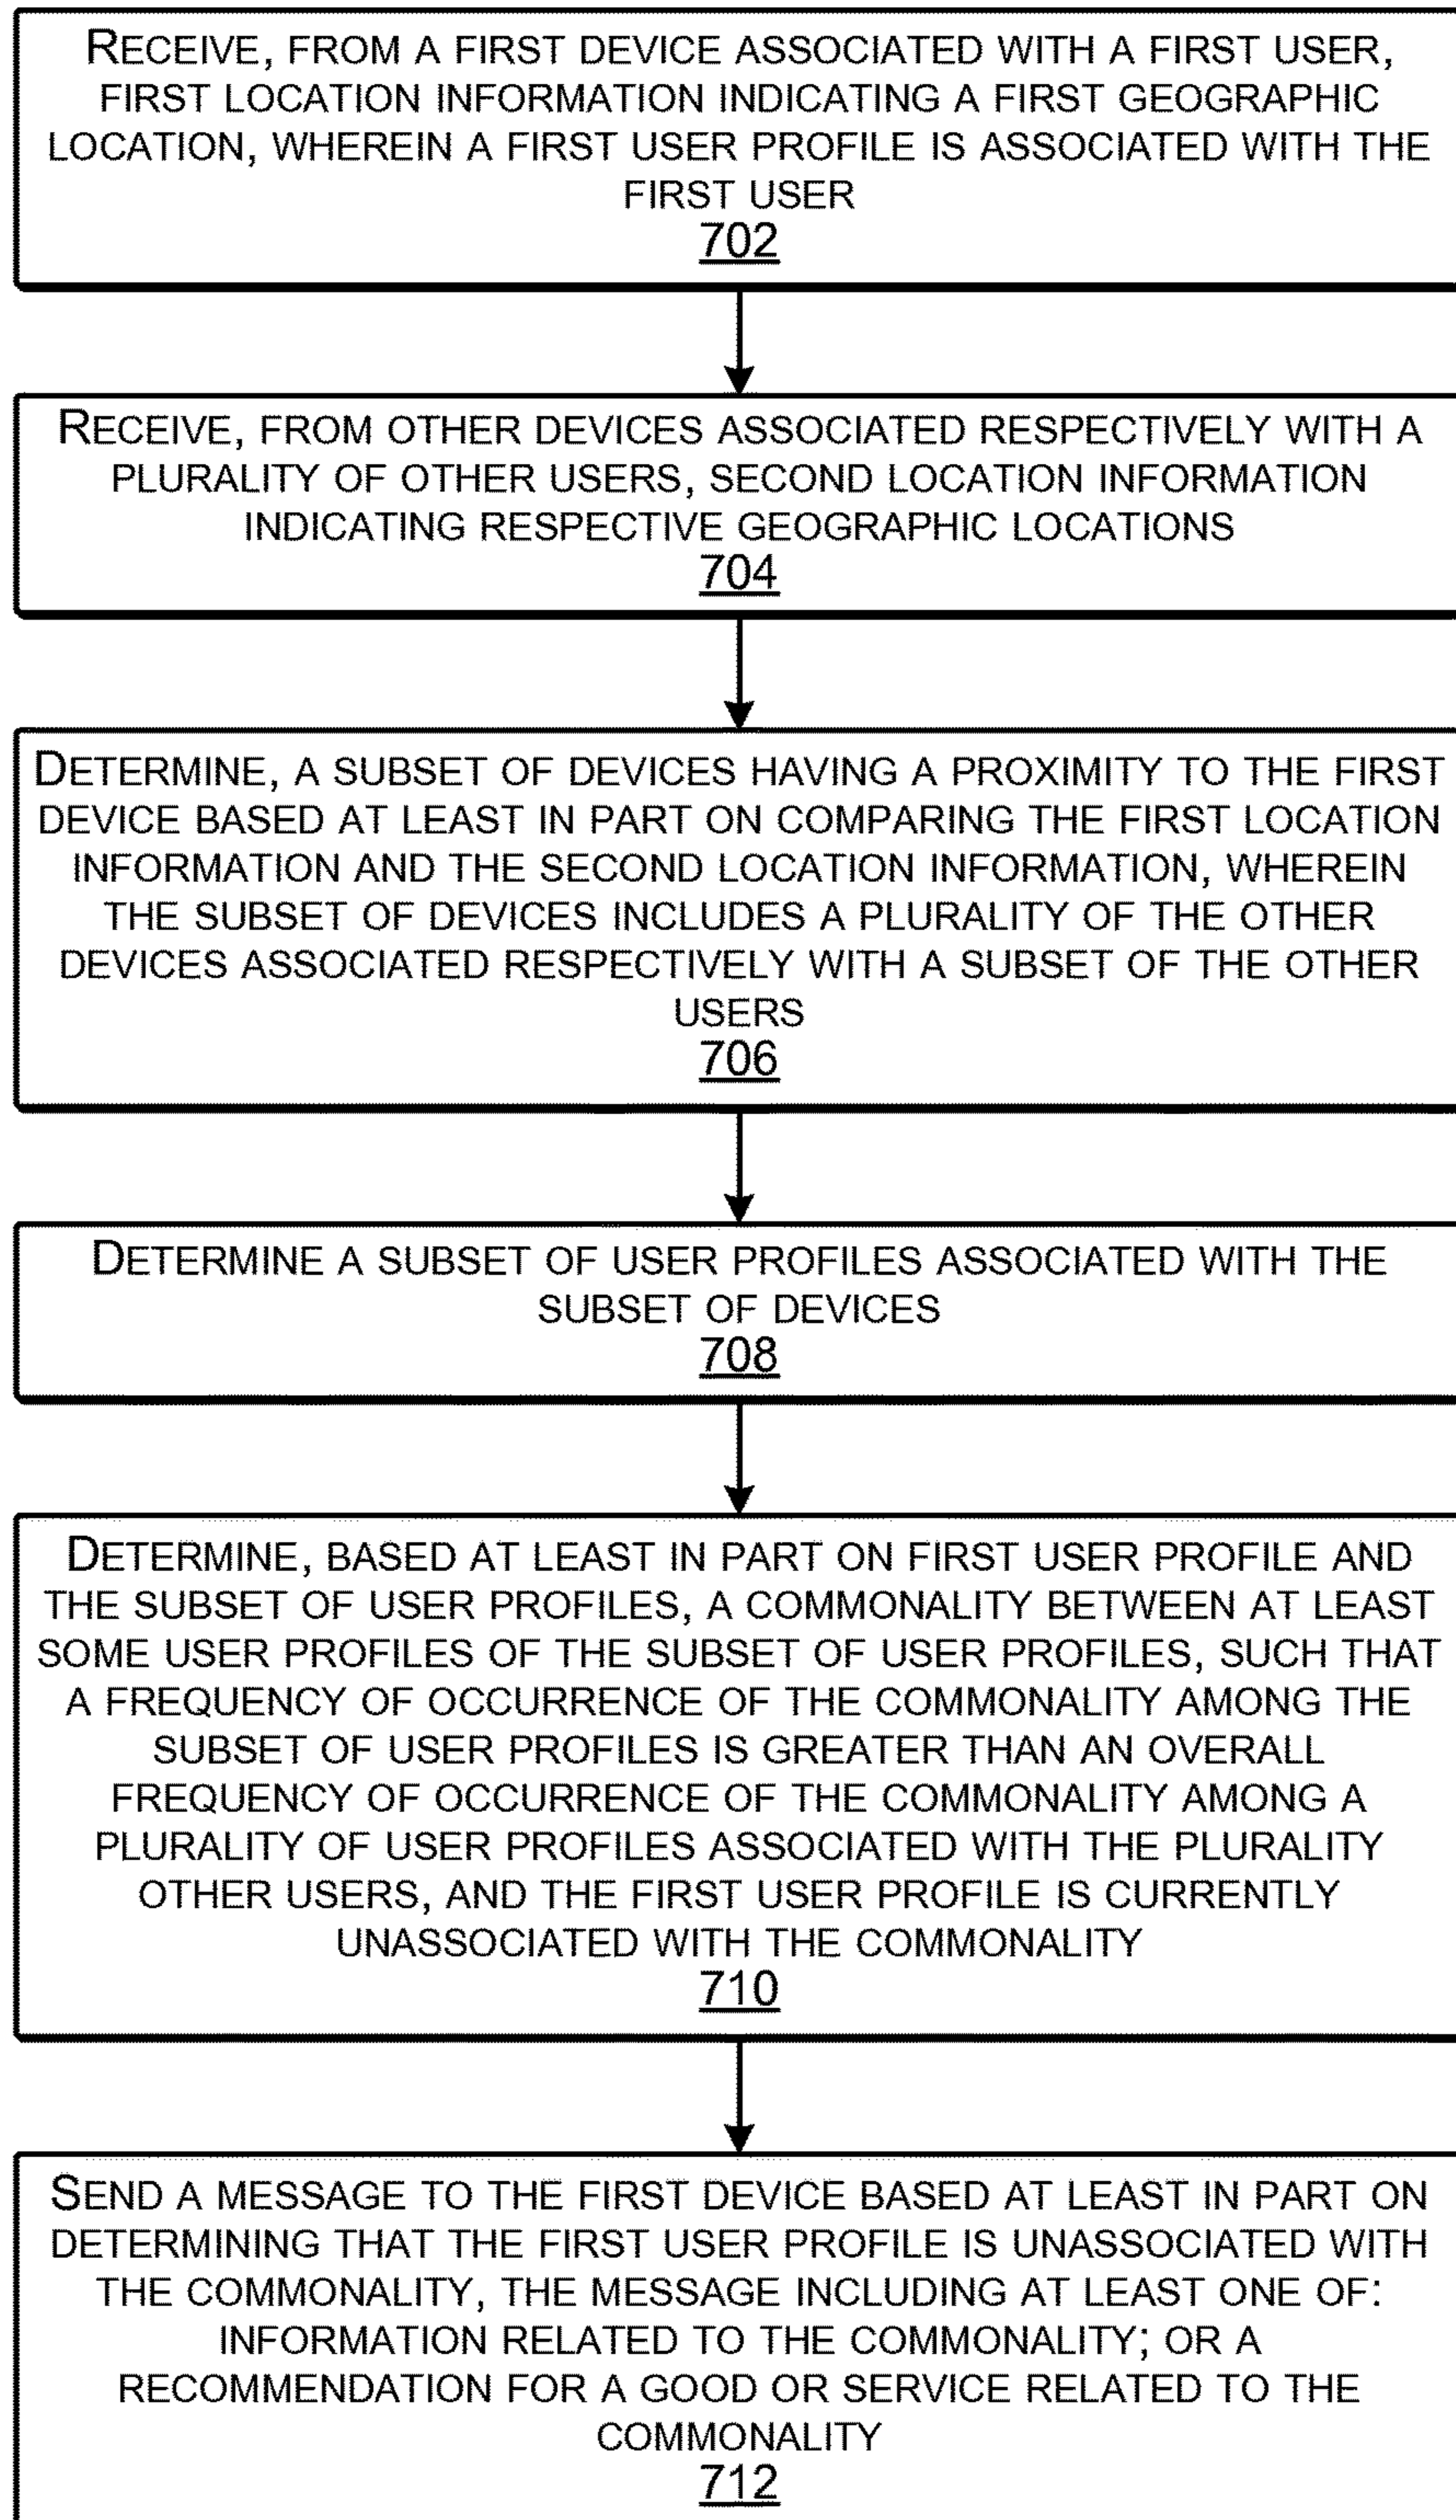 RECEIVE, FROM A FIRST DEVICE ASSOCIATED WITH A FIRST USER,
FIRST LOCATION INFORMATION INDICATING A FIRST GEOGRAPHIC
LOCATION, WHEREIN A FIRST USER PROFILE IS ASSOCIATED WITH THE
FIRST USER
702
RECEIVE, FROM OTHER DEVICES ASSOCIATED RESPECTIVELY WITH A
PLURALITY OF OTHER USERS, SECOND LOCATION INFORMATION
INDICATING RESPECTIVE GEOGRAPHIC LOCATIONS
704
DETERMINE, A SUBSET OF DEVICES HAVING A PROXIMITY TO THE FIRST
DEVICE BASED AT LEAST IN PART ON COMPARING THE FIRST LOCATION
INFORMATION AND THE SECOND LOCATION INFORMATION, WHEREIN
THE SUBSET OF DEVICES INCLUDES A PLURALITY OF THE OTHER
DEVICES ASSOCIATED RESPECTIVELY WITH A SUBSET OF THE OTHER
USERS
706
DETERMINE A SUBSET OF USER PROFILES ASSOCIATED WITH THE
SUBSET OF DEVICES
708
DETERMINE, BASED AT LEAST IN PART ON FIRST USER PROFILE AND
THE SUBSET OF USER PROFILES, A COMMONALITY BETWEEN AT LEAST
SOME USER PROFILES OF THE SUBSET OF USER PROFILES, SUCH THAT
A FREQUENCY OF OCCURRENCE OF THE COMMONALITY AMONG THE
SUBSET OF USER PROFILES IS GREATER THAN AN OVERALL
FREQUENCY OF OCCURRENCE OF THE COMMONALITY AMONG A
PLURALITY OF USER PROFILES ASSOCIATED WITH THE PLURALITY
OTHER USERS, AND THE FIRST USER PROFILE IS CURRENTLY
UNASSOCIATED WITH THE COMMONALITY
710
SEND A MESSAGE TO THE FIRST DEVICE BASED AT LEAST IN PART ON
DETERMINING THAT THE FIRST USER PROFILE IS UNASSOCIATED WITH
THE COMMONALITY, THE MESSAGE INCLUDING AT LEAST ONE OF:
INFORMATION RELATED TO THE COMMONALITY; OR A
RECOMMENDATION FOR A GOOD OR SERVICE RELATED TO THE
COMMONALITY
712